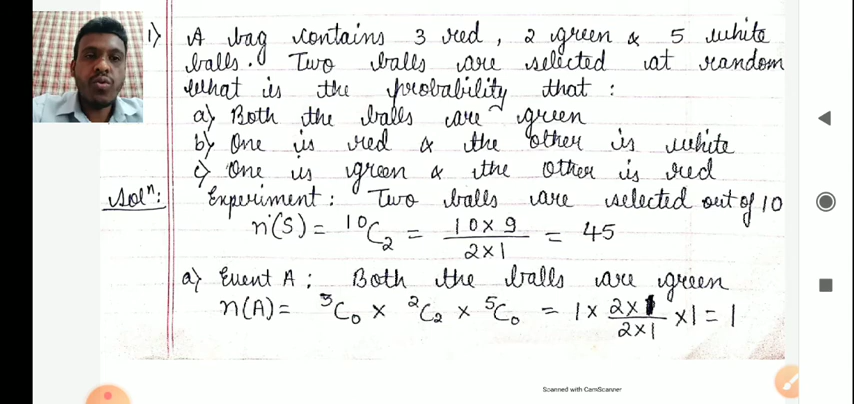 1) A bag contains 3 red, 2 green & 5 white
balls. Two balls are selected at random
what is the probability that :
a) Both the balls are green
b) One is red & the other is white
c) One is green & the other is red
Solⁿ: Experiment: Two balls are selected out of 10
n(S) = ¹⁰C₂ = 10 x 9 / 2 x 1 = 45
a) Event A : Both the balls are green
n(A) = ³C₀ x ²C₂ x ⁵C₀ = 1 x 2 x 1 / 2 x 1 x 1 = 1
Scanned with CamScanner